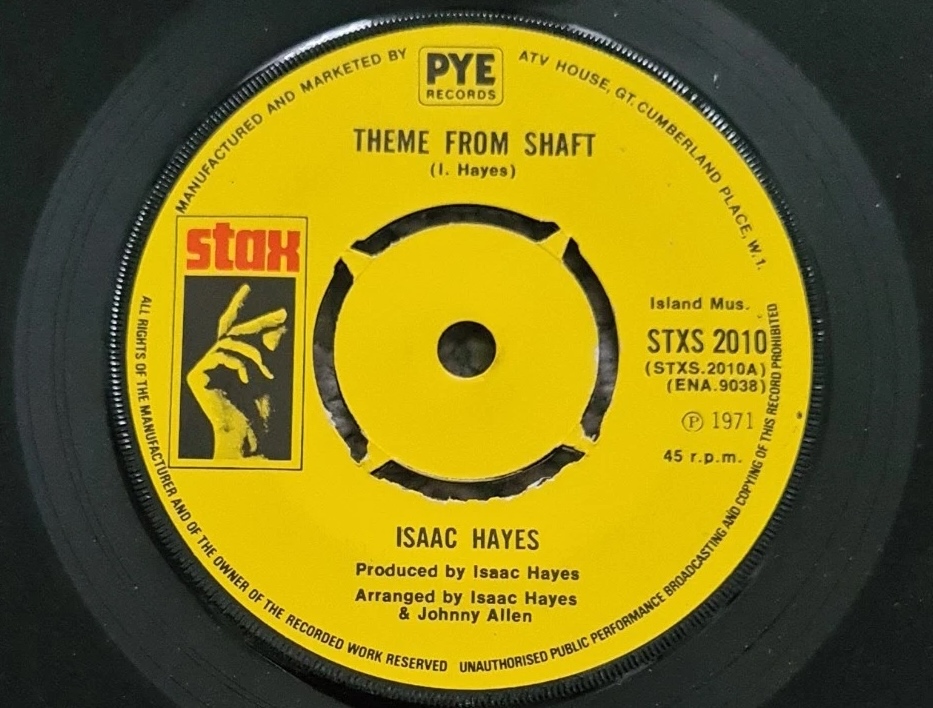 MANUFACTURED AND MARKETED BY
PYE
RECORDS
ATV HOUSE, GT. CUMBERLAND PLACE, W.1.
THEME FROM SHAFT
(I. Hayes)
stax
Island Mus.
STXS 2010
(STXS.2010A)
(ENA.9038)
℗ 1971
45 r.p.m.
ISAAC HAYES
Produced by Isaac Hayes
Arranged by Isaac Hayes
& Johnny Allen
ALL RIGHTS OF THE MANUFACTURER AND OF THE OWNER OF THE RECORDED WORK RESERVED UNAUTHORISED PUBLIC PERFORMANCE BROADCASTING AND COPYING OF THIS RECORD PROHIBITED